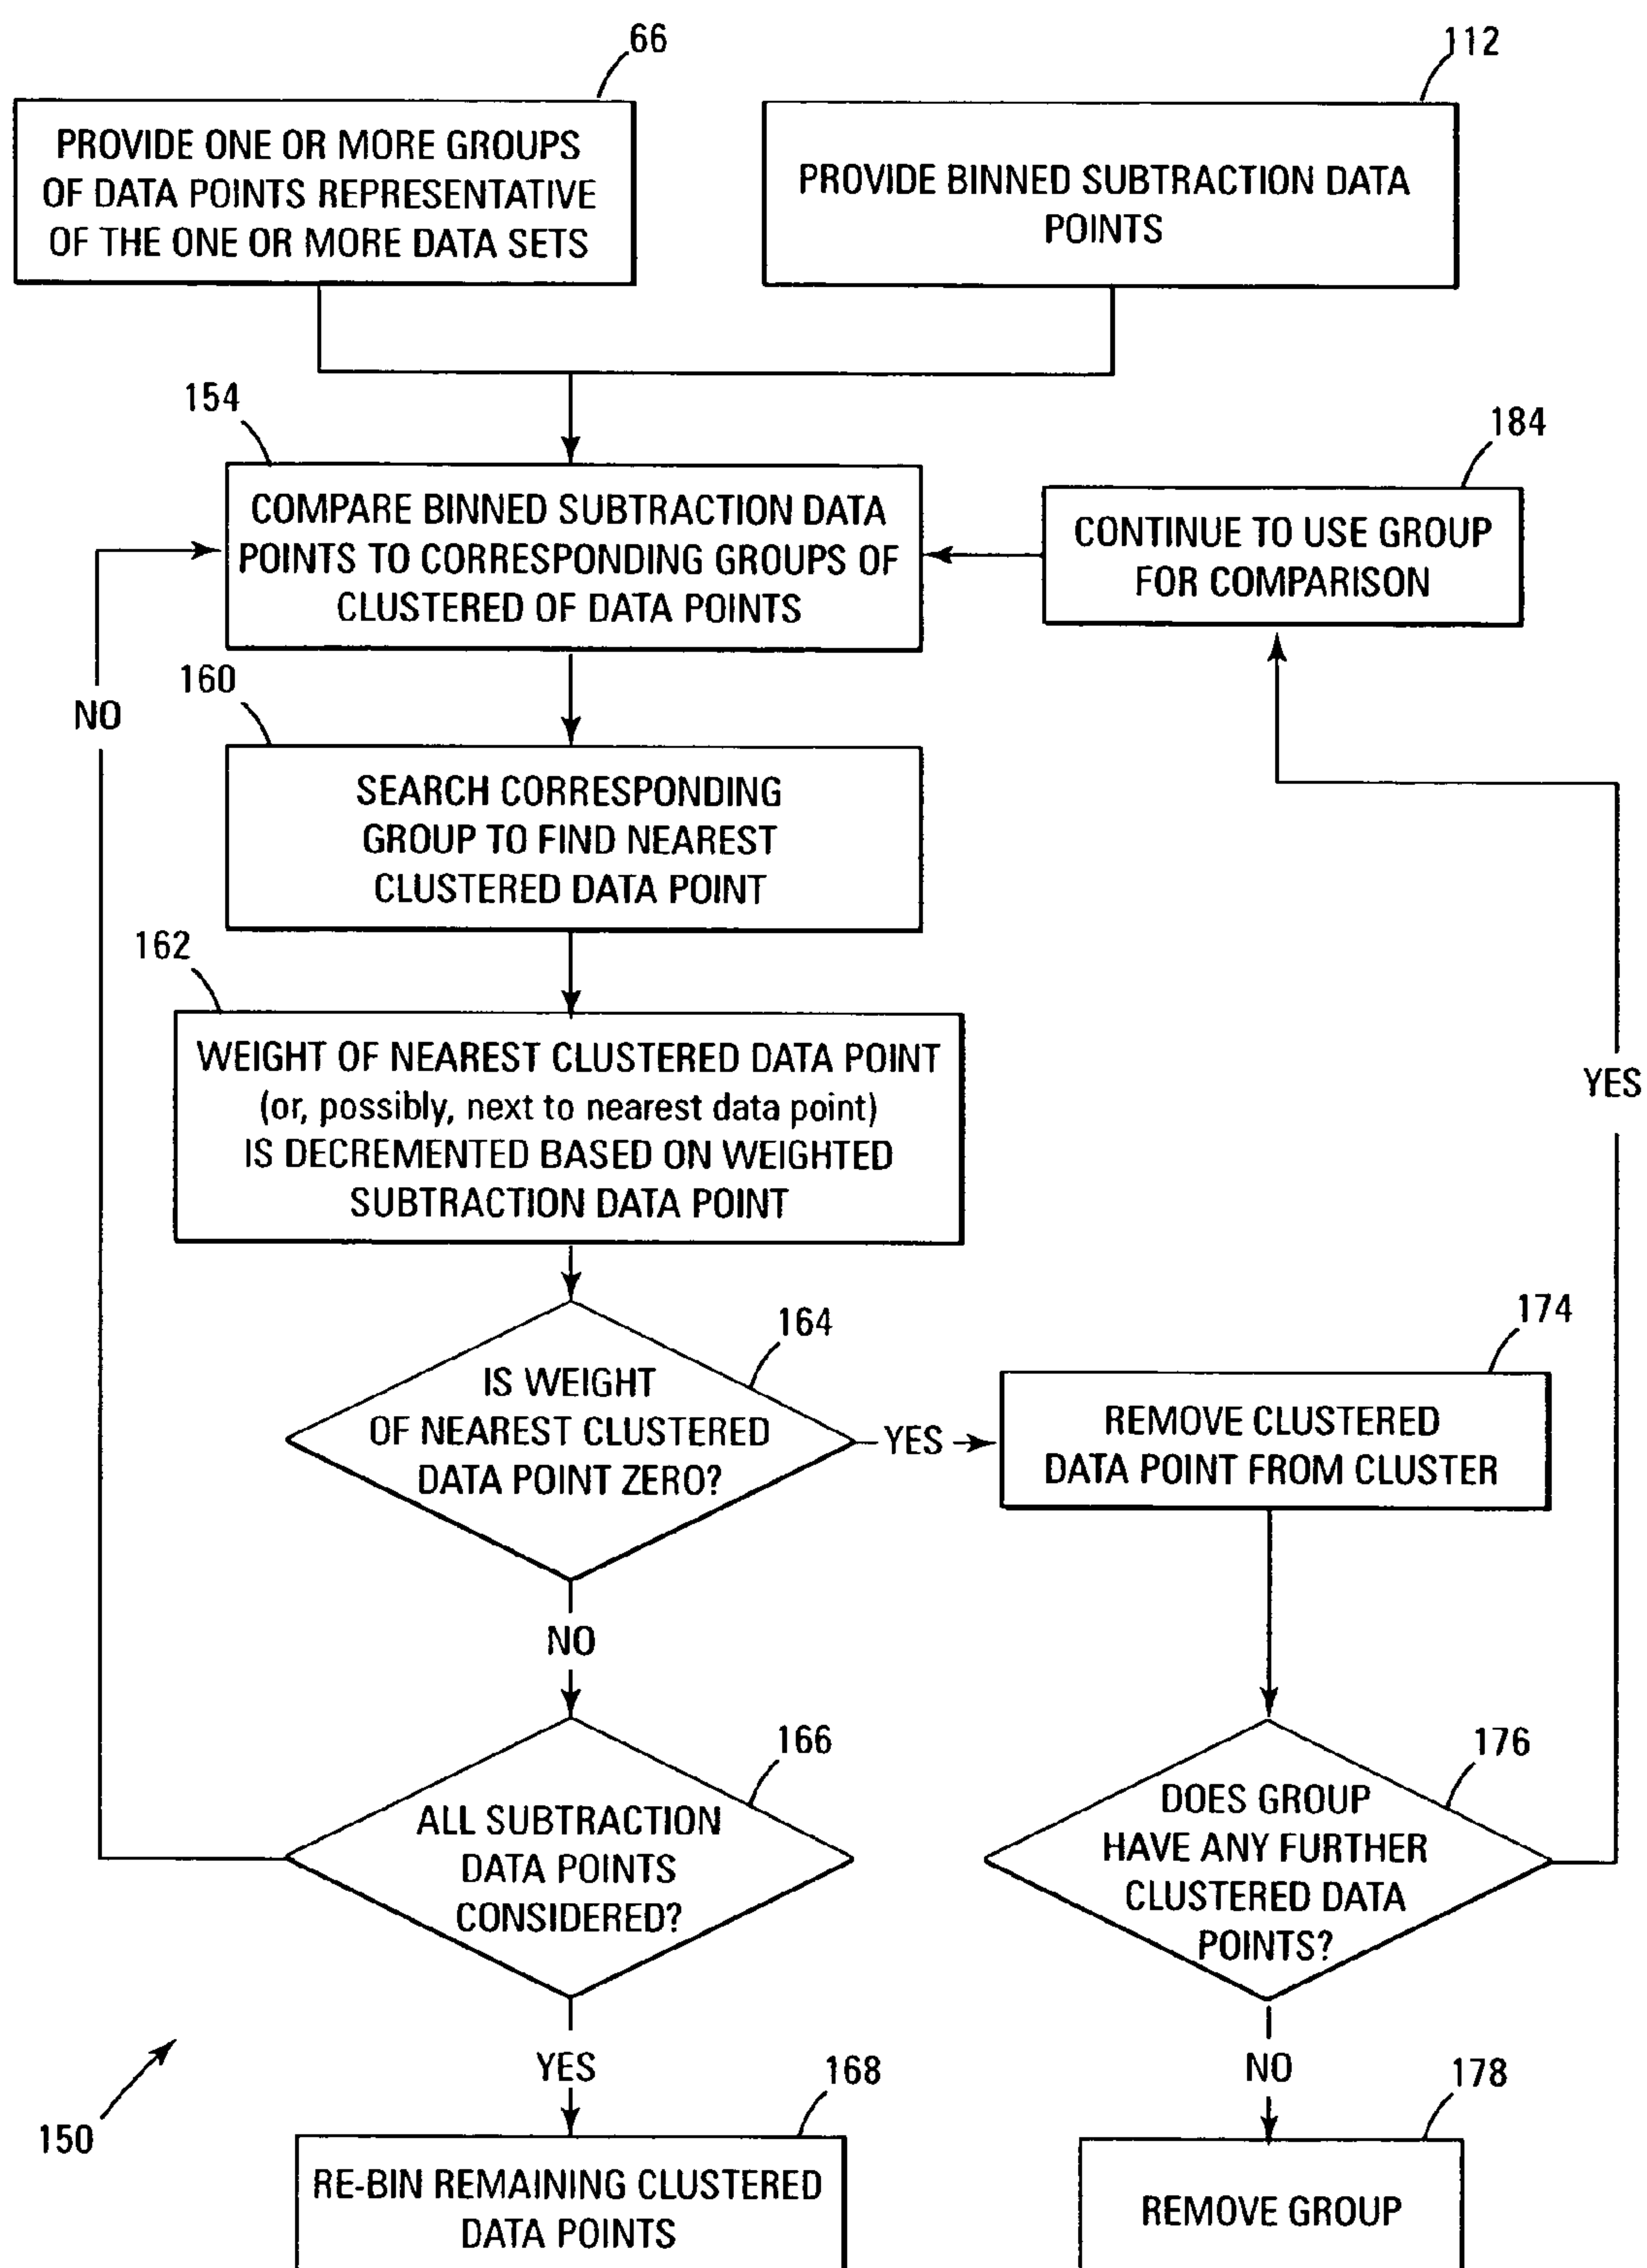 66
112
PROVIDE ONE OR MORE GROUPS
OF DATA POINTS REPRESENTATIVE
OF THE ONE OR MORE DATA SETS
PROVIDE BINNED SUBTRACTION DATA
POINTS
154
184
COMPARE BINNED SUBTRACTION DATA
POINTS TO CORRESPONDING GROUPS OF
CLUSTERED OF DATA POINTS
CONTINUE TO USE GROUP
FOR COMPARISON
160
NO
SEARCH CORRESPONDING
GROUP TO FIND NEAREST
CLUSTERED DATA POINT
162
WEIGHT OF NEAREST CLUSTERED DATA POINT
(or, possibly, next to nearest data point)
IS DECREMENTED BASED ON WEIGHTED
SUBTRACTION DATA POINT
YES
164
174
IS WEIGHT
OF NEAREST CLUSTERED
DATA POINT ZERO?
YES
REMOVE CLUSTERED
DATA POINT FROM CLUSTER
NO
166
176
ALL SUBTRACTION
DATA POINTS
CONSIDERED?
DOES GROUP
HAVE ANY FURTHER
CLUSTERED DATA
POINTS?
YES
NO
168
178
150
RE-BIN REMAINING CLUSTERED
DATA POINTS
REMOVE GROUP